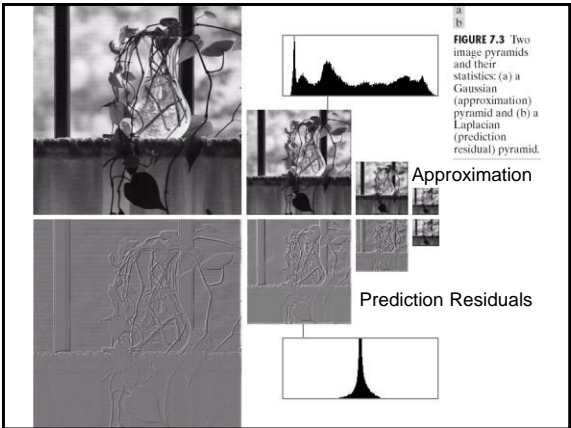 a
b
FIGURE 7.3 Two
image pyramids
and their
statistics: (a) a
Gaussian
(approximation)
pyramid and (b) a
Laplacian
(prediction
residual) pyramid.
Approximation
Prediction Residuals